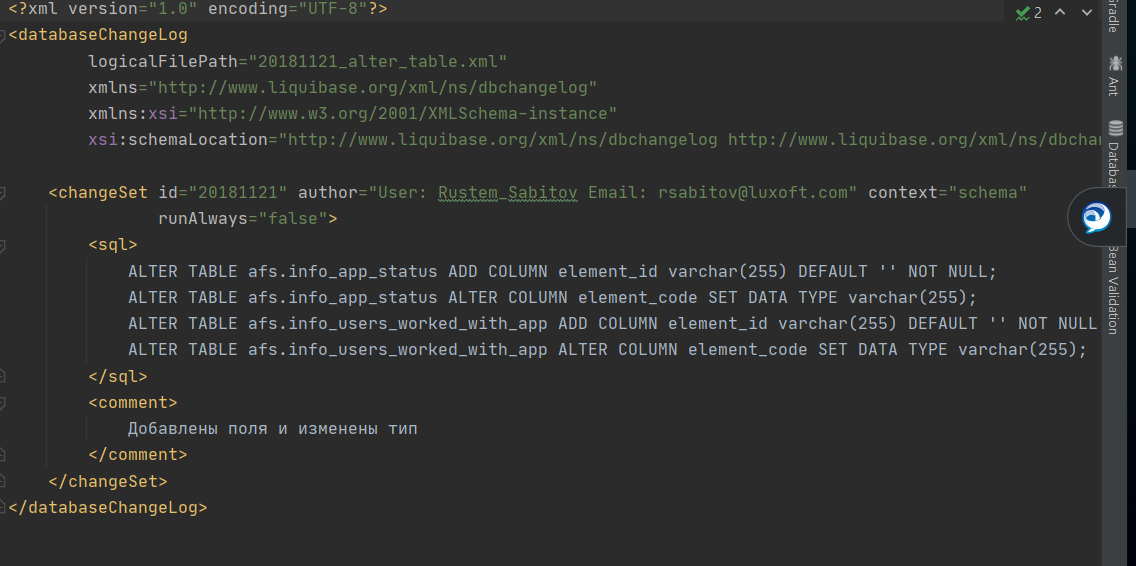 <?xml version="1.0" encoding="UTF-8"?>
2
<databaseChangeLog
logicalFilePath="20181121_alter_table.xml"
xmlns="http://www.liquibase.org/xml/ns/dbchangelog"
xmlns:xsi="http://www.w3.org/2001/XMLSchema-instance"
xsi:schemaLocation="http://www.liquibase.org/xml/ns/dbchangelog http://www.liquibase.org/xml/ns/dbchan
<changeSet id="20181121" author="User: Rustem_Sabitov Email: rsabitov@luxoft.com" context="schema"
runAlways="false">
<sql>
ALTER TABLE afs.info_app_status ADD COLUMN element_id varchar(255) DEFAULT '' NOT NULL;
ALTER TABLE afs.info_app_status ALTER COLUMN element_code SET DATA TYPE varchar(255);
ALTER TABLE afs.info_users_worked_with_app ADD COLUMN element_id varchar(255) DEFAULT '' NOT NULL
ALTER TABLE afs.info_users_worked_with_app ALTER COLUMN element_code SET DATA TYPE varchar(255);
</sql>
<comment>
Добавлены поля и изменены тип
</comment>
</changeSet>
</databaseChangeLog>
Ant
Bean Validation